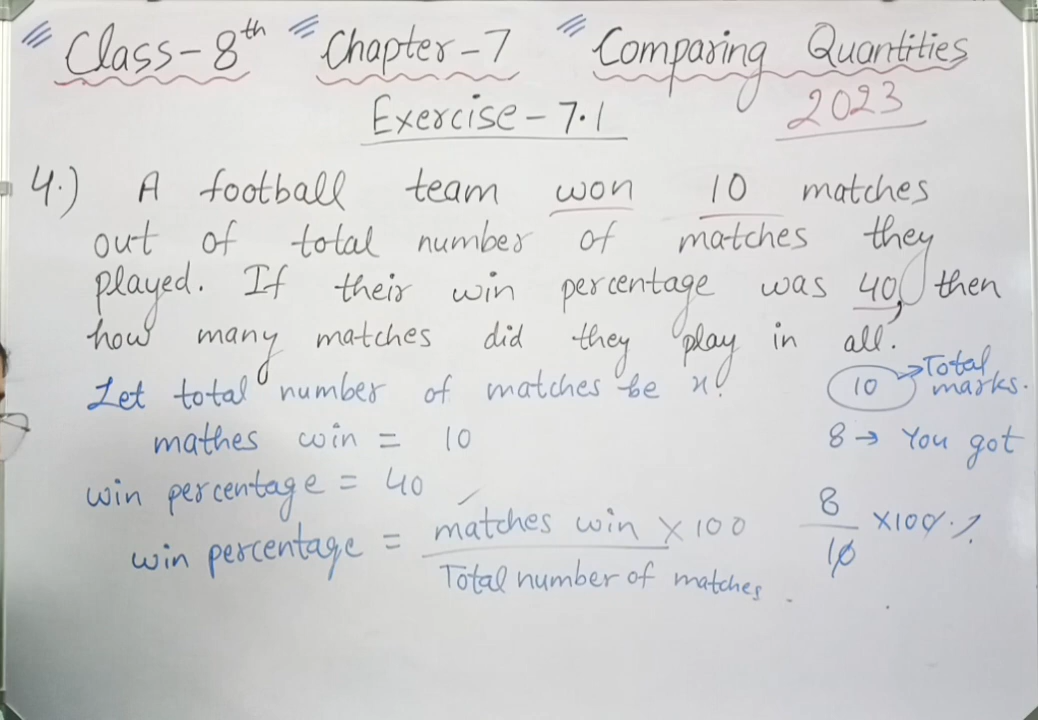 Class-8th Chapter-7 Comparing Quantities
Exercise-7.1 2023
4.) A football team won 10 matches
out of total number of matches they
played. If their win percentage was 40, then
how many matches did they play in all.
Let total number of matches be x.
10 → Total marks.
mathes win = 10
8 → You got
win percentage = 40
win percentage = matches win × 100 / Total number of matches.
8/10 × 100 %